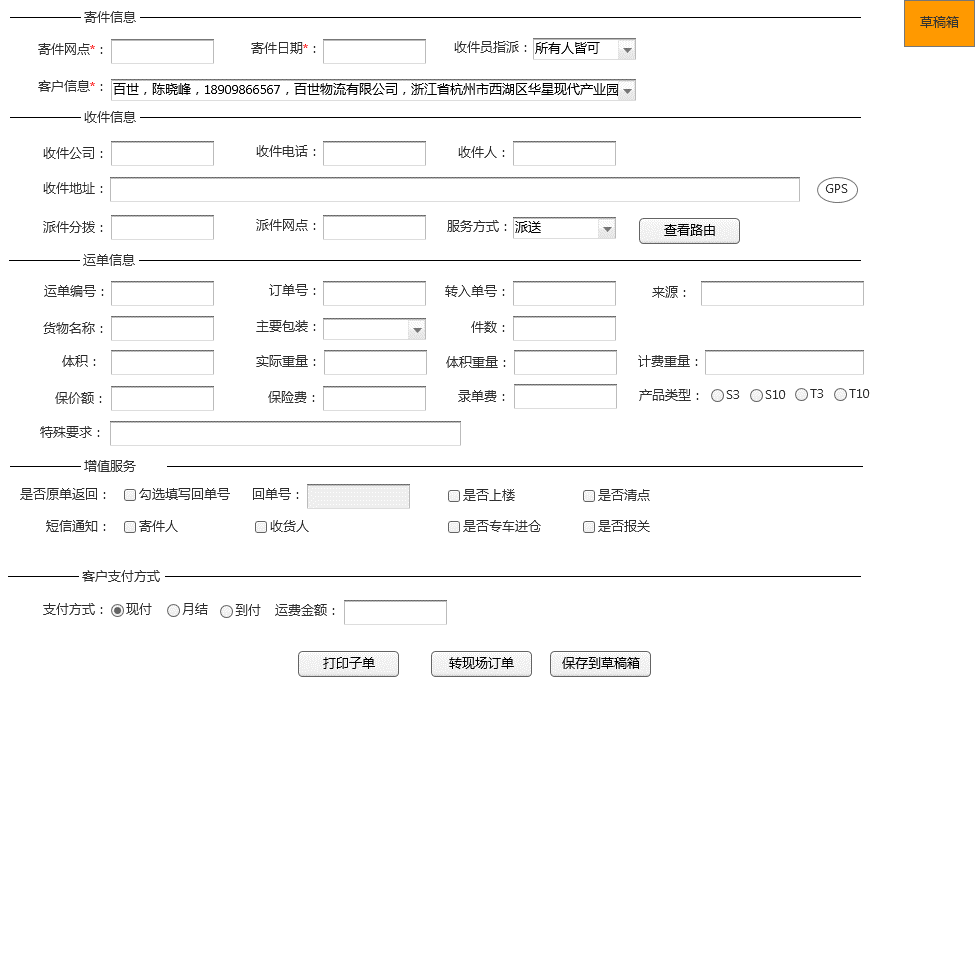 寄件信息
草稿箱
寄件网点*： 寄件日期*： 收件员指派： 所有人皆可
客户信息*： 百世，陈晓峰，18909866567，百世物流有限公司，浙江省杭州市西湖区华星现代产业园
收件信息
收件公司： 收件电话： 收件人：
收件地址： GPS
派件分拨： 派件网点： 服务方式： 派送 查看路由
运单信息
运单编号： 订单号： 转入单号： 来源：
货物名称： 主要包装： 件数：
体积： 实际重量： 体积重量： 计费重量：
保价额： 保险费： 录单费： 产品类型： S3 S10 T3 T10
特殊要求：
增值服务
是否原单返回： 勾选填写回单号 回单号： 是否上楼 是否清点
短信通知： 寄件人 收货人 是否专车进仓 是否报关
客户支付方式
支付方式： 现付 月结 到付 运费金额：
打印子单 转现场订单 保存到草稿箱